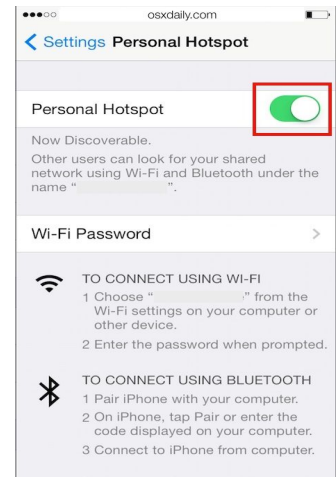 osxdaily.com
Settings Personal Hotspot
Personal Hotspot
Now Discoverable.
Other users can look for your shared
network using Wi-Fi and Bluetooth under the
name “ ”.
Wi-Fi Password
TO CONNECT USING WI-FI
1 Choose “ ” from the
Wi-Fi settings on your computer or
other device.
2 Enter the password when prompted.
TO CONNECT USING BLUETOOTH
1 Pair iPhone with your computer.
2 On iPhone, tap Pair or enter the
code displayed on your computer.
3 Connect to iPhone from computer.